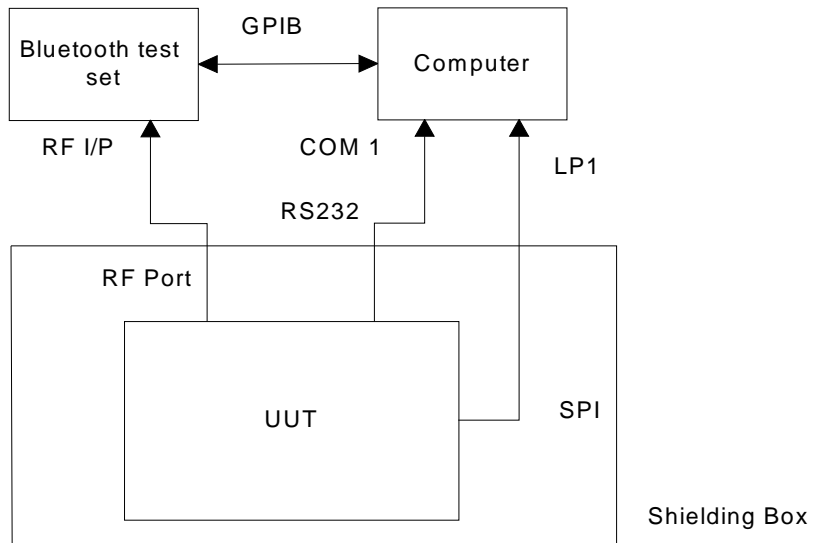 GPIB
Bluetooth test
set
Computer
RF I/P
COM 1
LP1
RS232
RF Port
UUT
SPI
Shielding Box